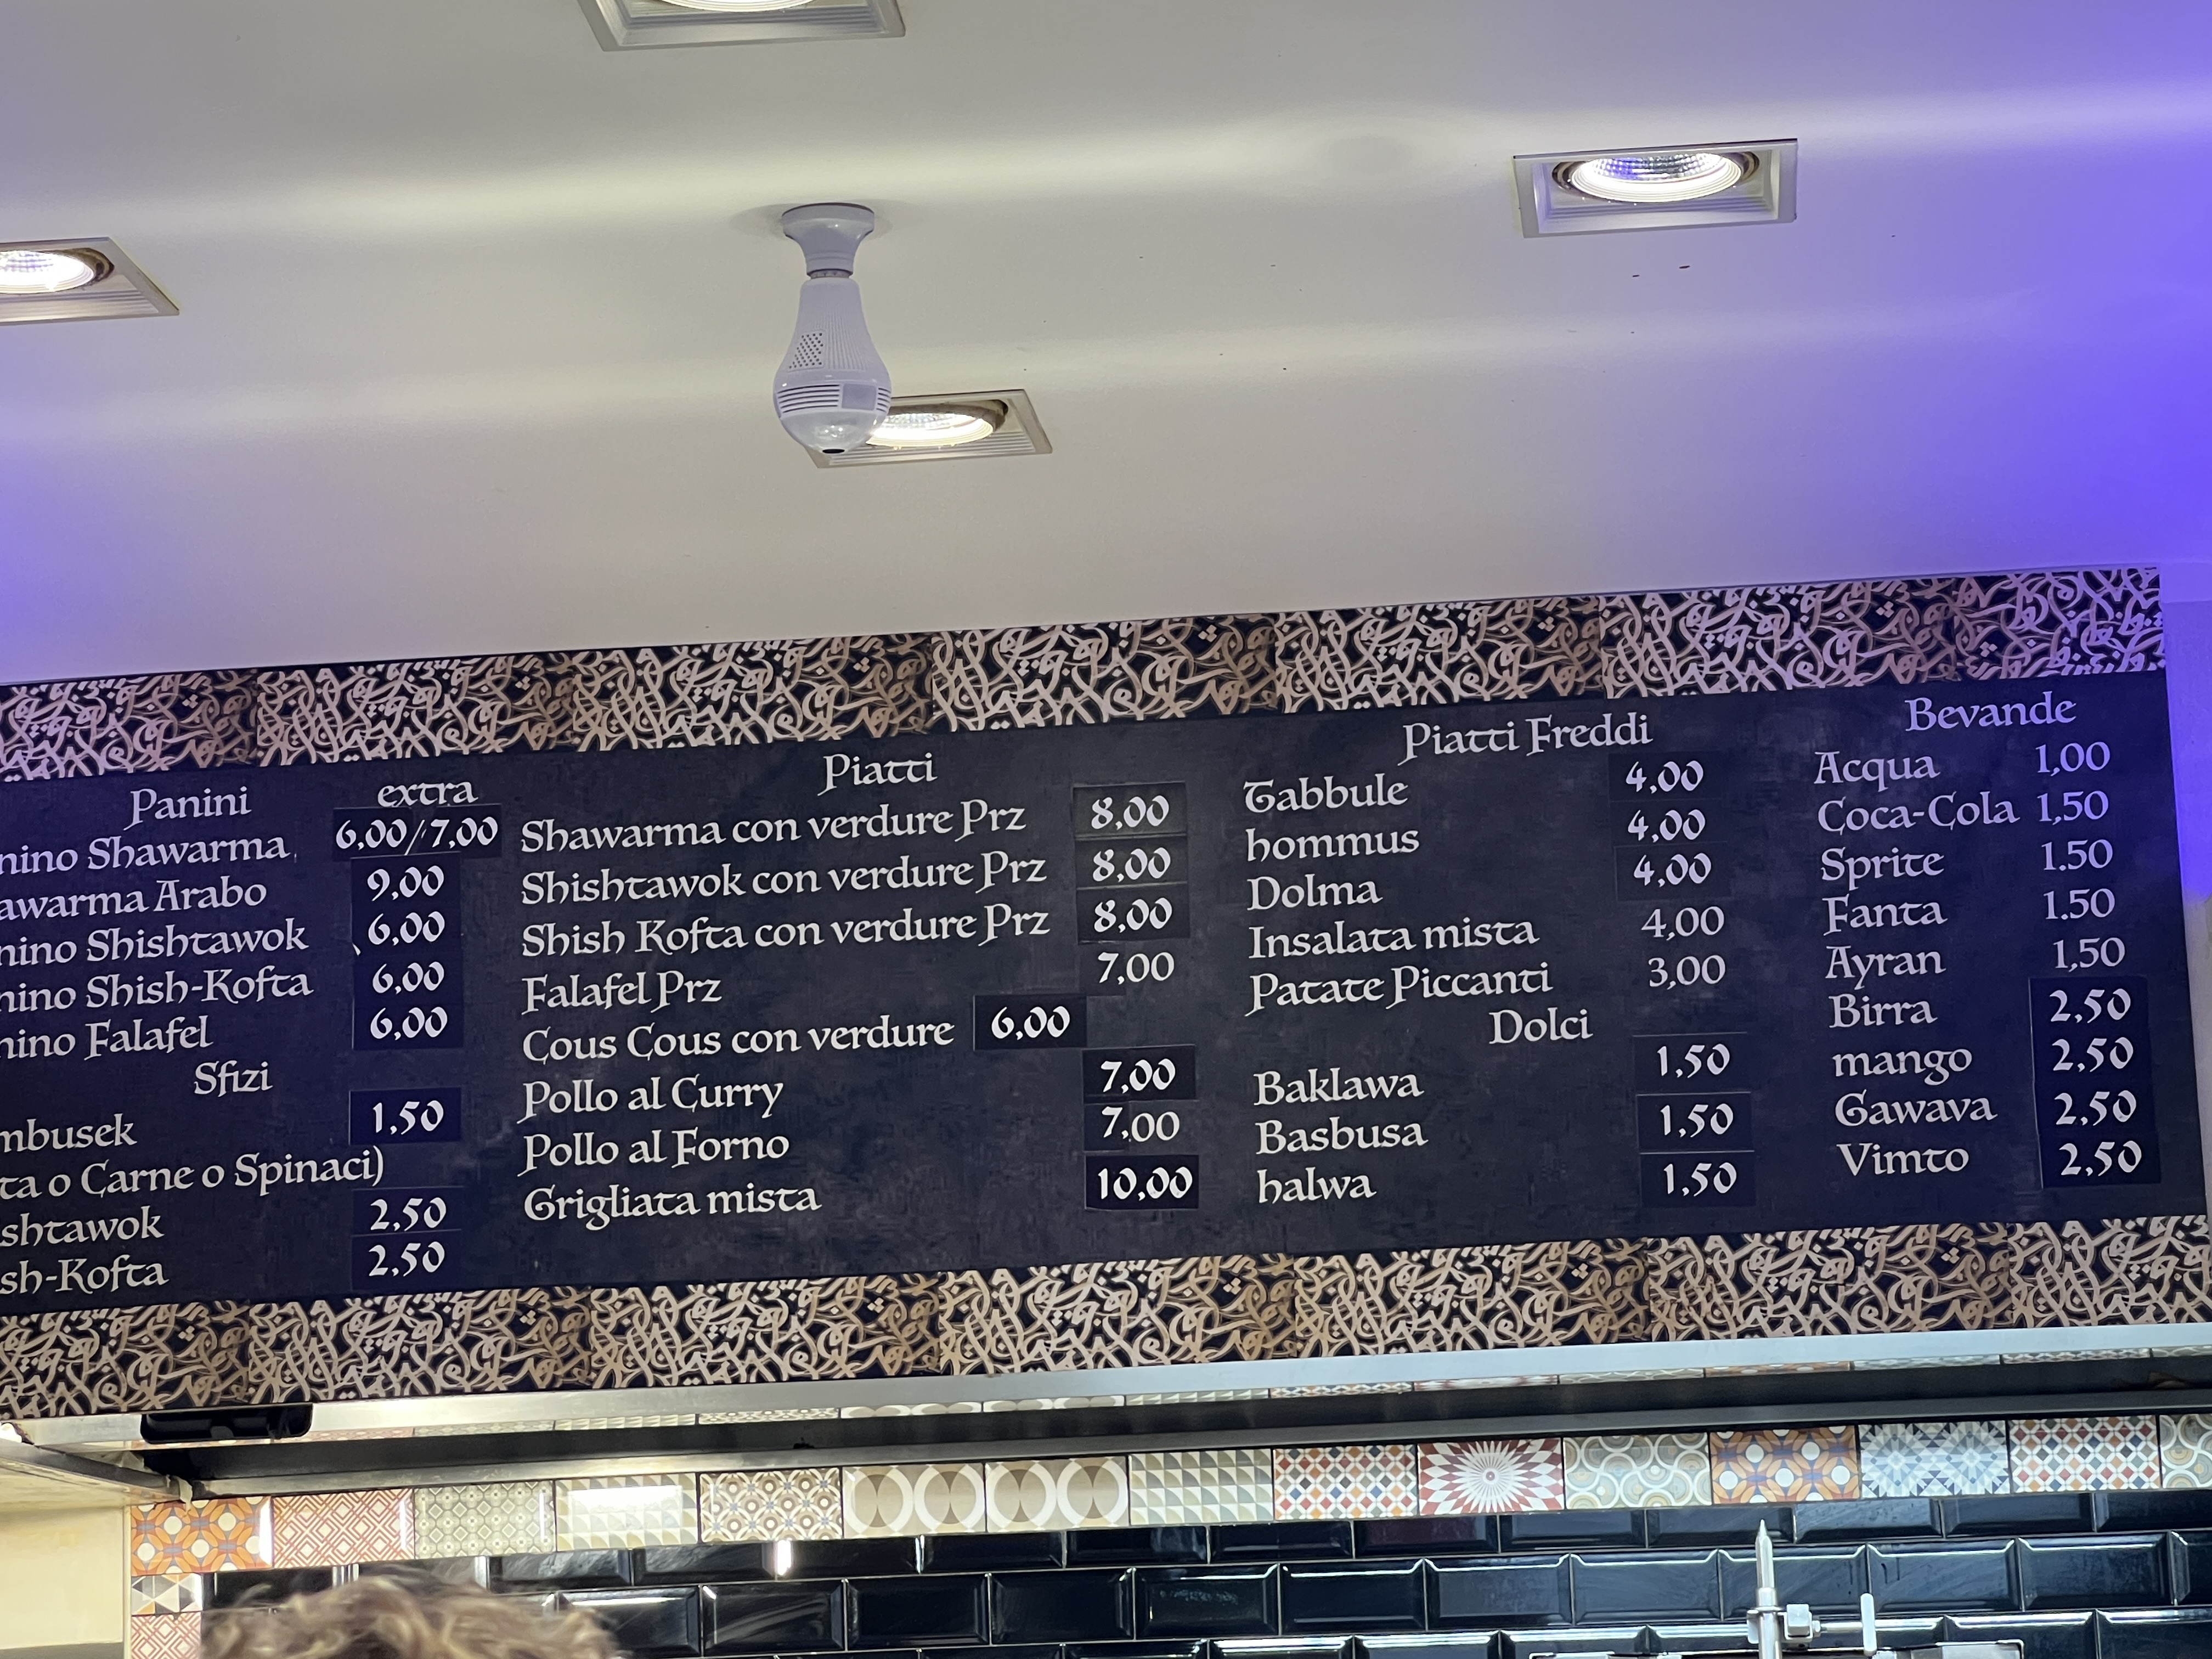 Panini extra
nino Shawarma 6,00/7,00
awarma Arabo 9,00
nino Shishtawok 6,00
nino Shish-Kofta 6,00
nino Falafel 6,00
Sfizi
mbusek 1,50
ta o Carne o Spinaci)
shtawok 2,50
sh-Kofta 2,50
Piatti
Shawarma con verdure Prz 8,00
Shishtawok con verdure Prz 8,00
Shish Kofta con verdure Prz 8,00
Falafel Prz 7,00
Cous Cous con verdure 6,00
Pollo al Curry 7,00
Pollo al Forno 7,00
Grigliata mista 10,00
Piatti Freddi
Tabbule 4,00
hommus 4,00
Dolma 4,00
Insalata mista 4,00
Patate Piccanti 3,00
Dolci
Baklawa 1,50
Basbusa 1,50
halwa 1,50
Bevande
Acqua 1,00
Coca-Cola 1,50
Sprite 1.50
Fanta 1.50
Ayran 1,50
Birra 2,50
mango 2,50
Gawava 2,50
Vimto 2,50